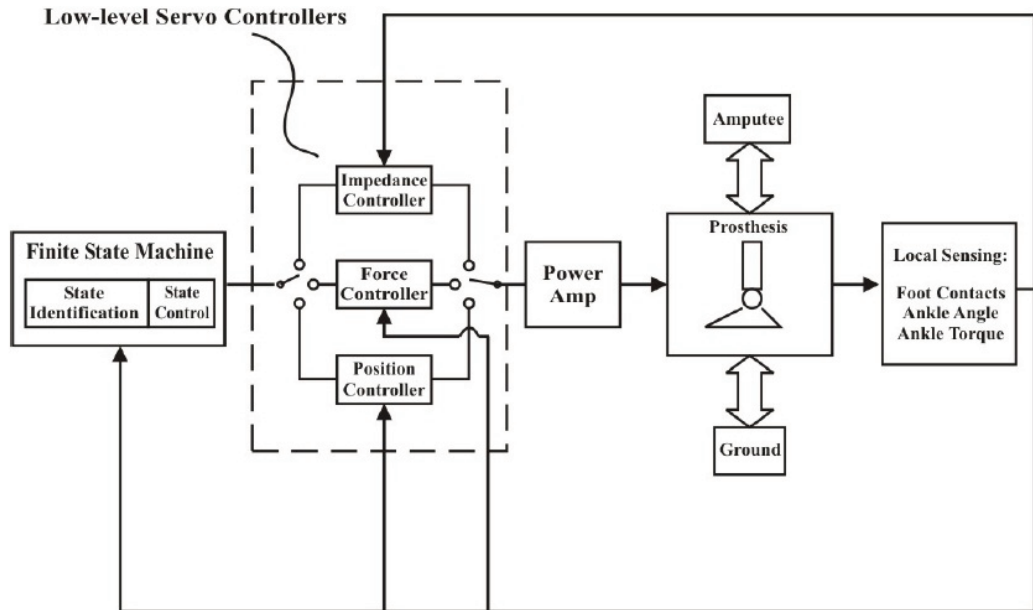 Low-level Servo Controllers
Amputee
Impedance
Controller
Prosthesis
Finite State Machine
State
Identification
State
Control
Force
Controller
Power
Amp
Local Sensing:
Foot Contacts
Ankle Angle
Ankle Torque
Position
Controller
Ground